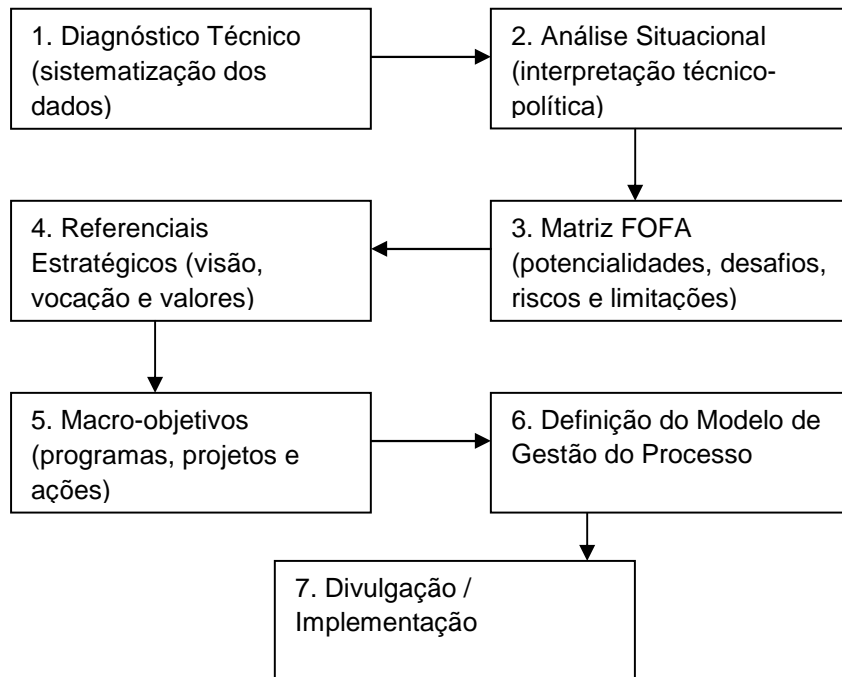 1. Diagnóstico Técnico
(sistematização dos
dados)
2. Análise Situacional
(interpretação técnico-
política)
3. Matriz FOFA
(potencialidades, desafios,
riscos e limitações)
4. Referenciais
Estratégicos (visão,
vocação e valores)
5. Macro-objetivos
(programas, projetos e
ações)
6. Definição do Modelo de
Gestão do Processo
7. Divulgação /
Implementação